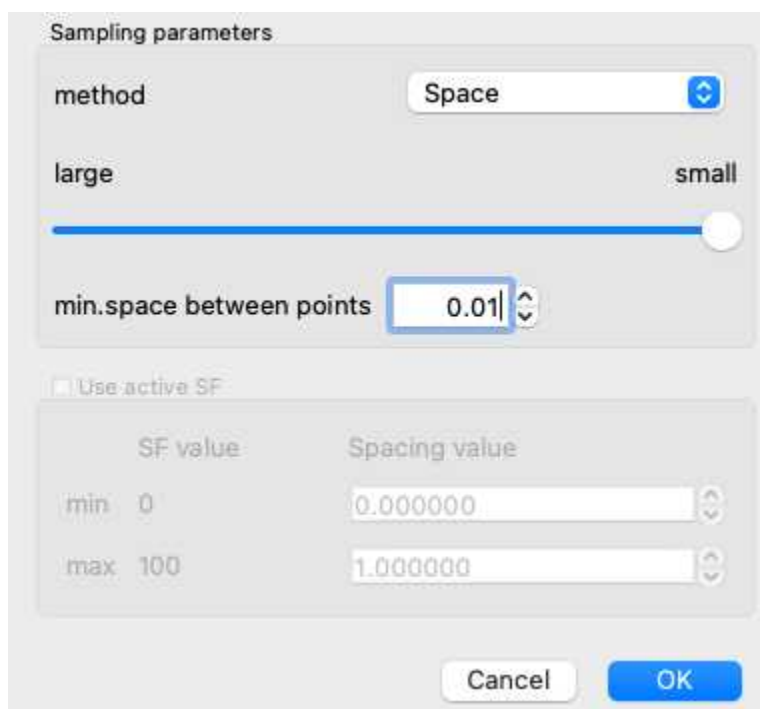 Sampling parameters
method Space
large small
min.space between points 0.01
Use active SF
SF value Spacing value
min 0 0.000000
max 100 1.000000
Cancel OK